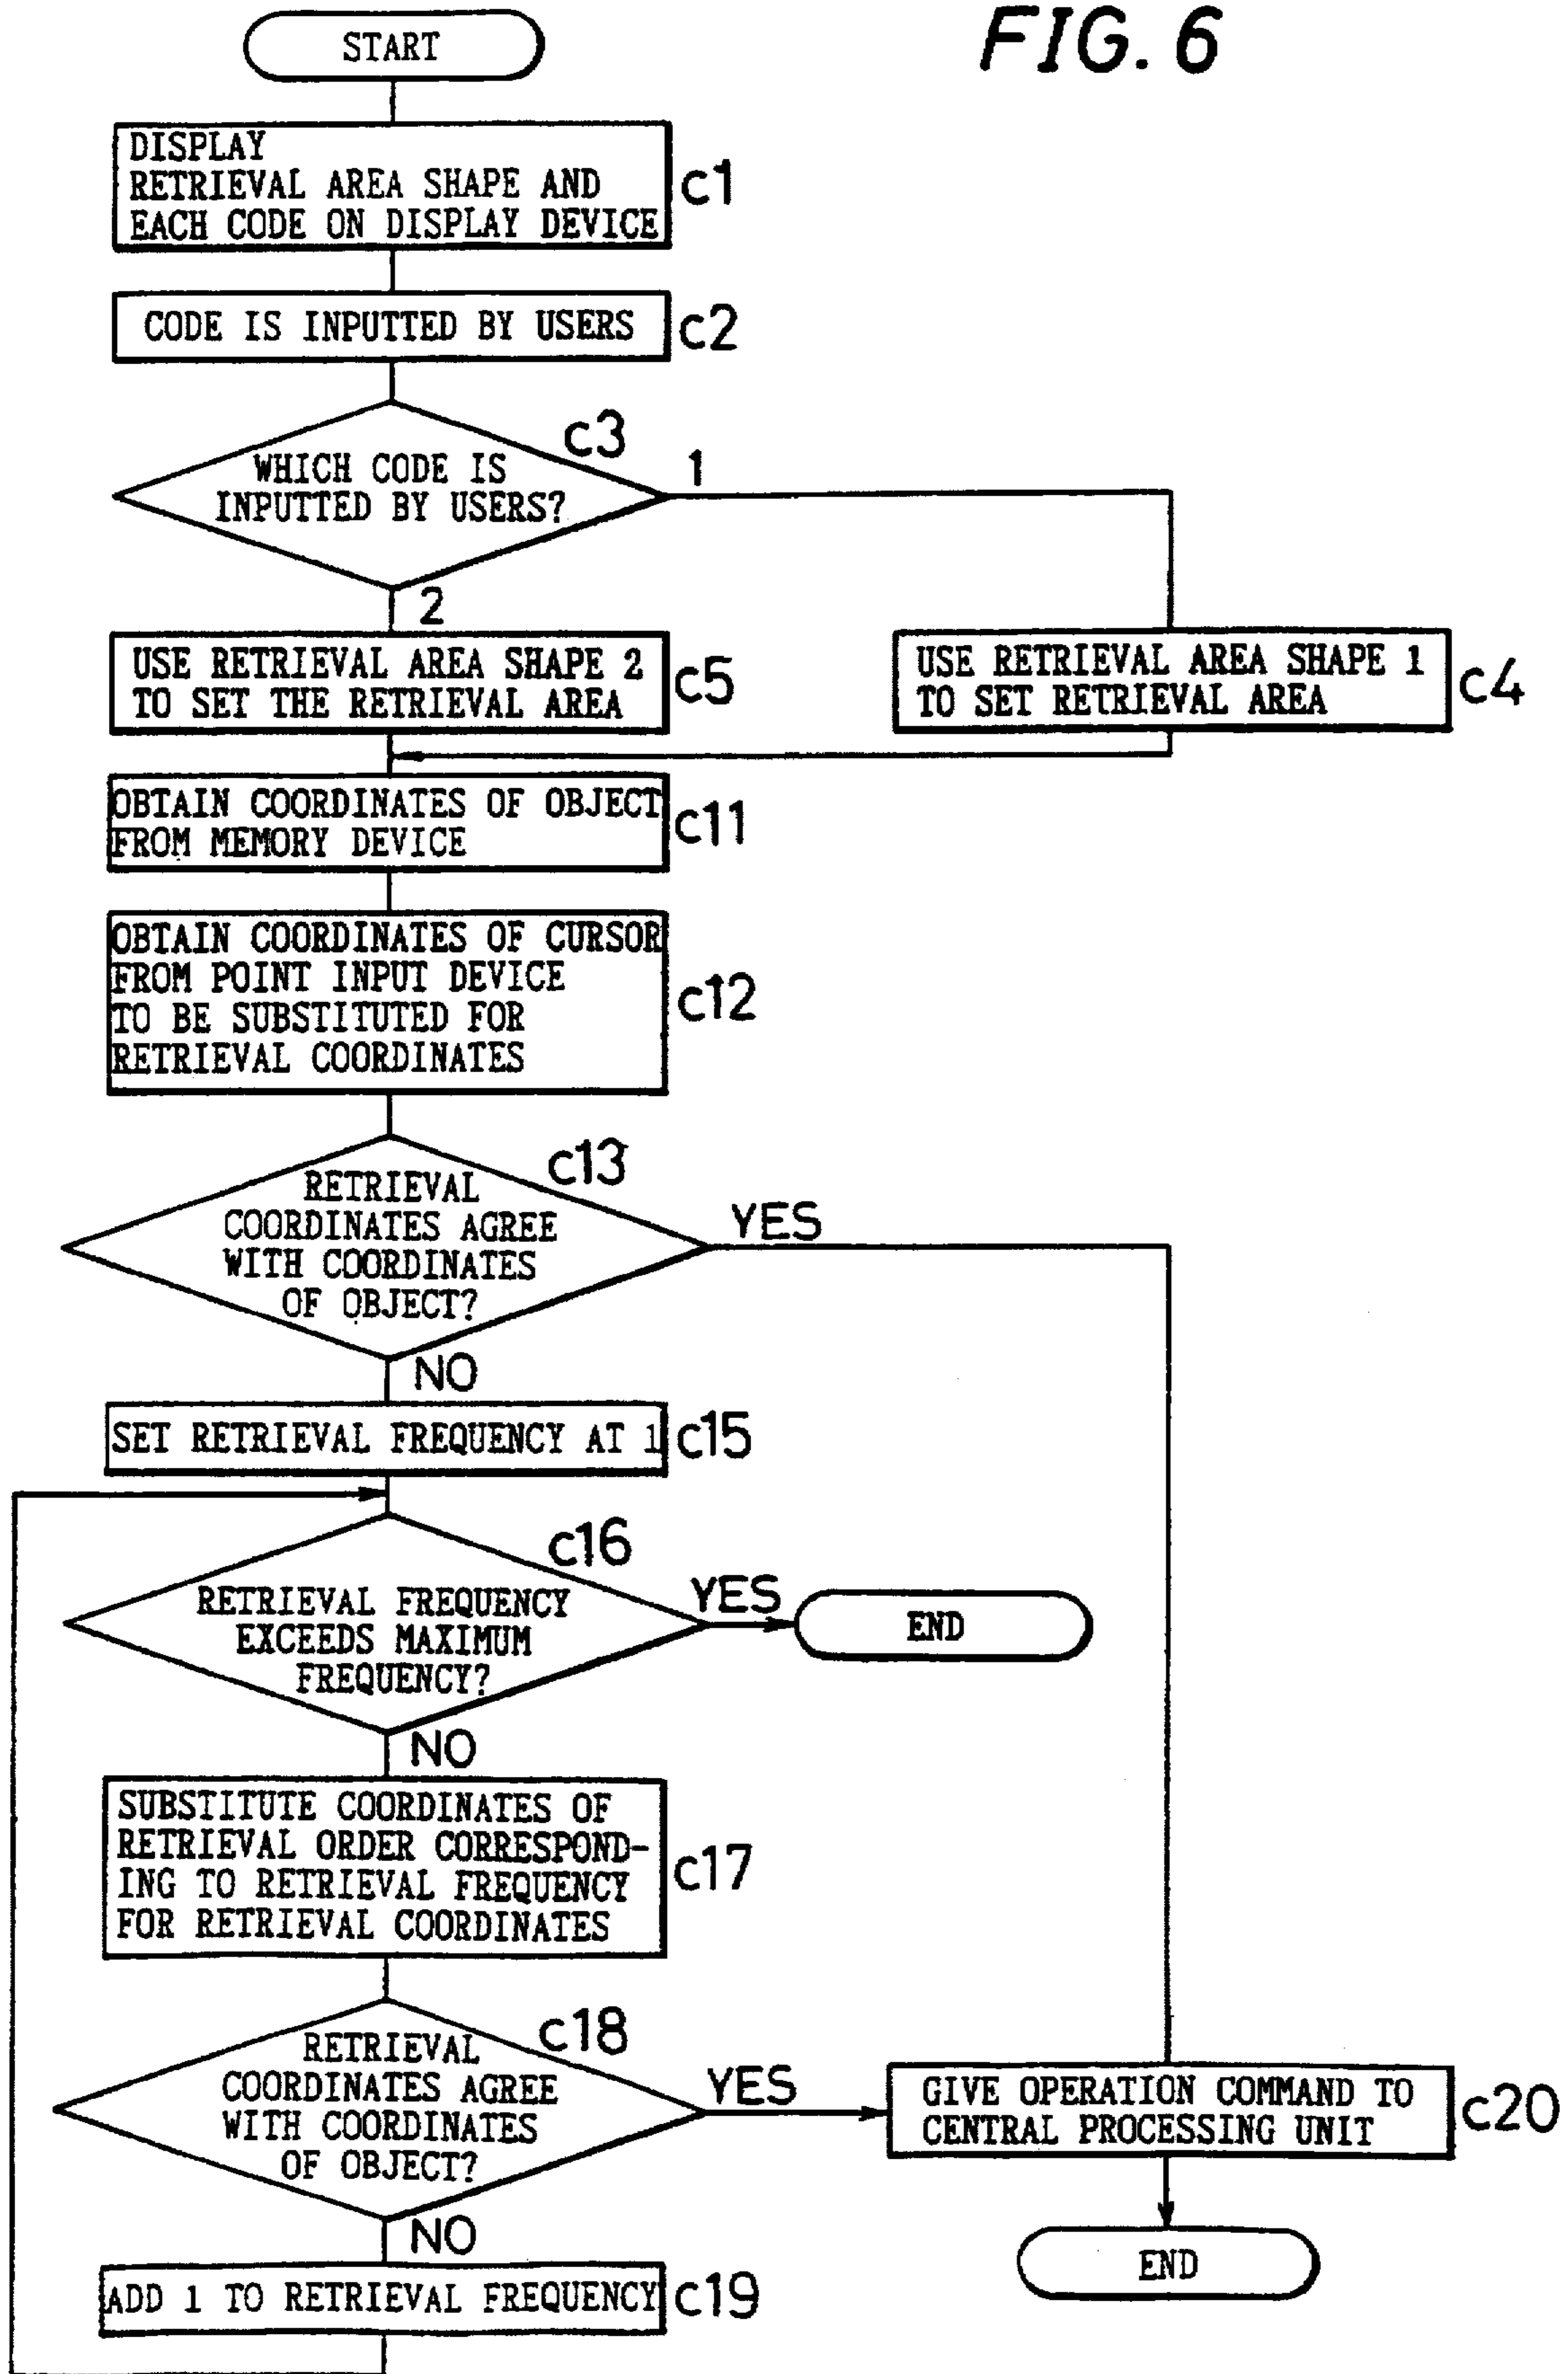 FIG. 6
START
DISPLAY
RETRIEVAL AREA SHAPE AND
EACH CODE ON DISPLAY DEVICE
c1
CODE IS INPUTTED BY USERS
c2
c3
WHICH CODE IS
INPUTTED BY USERS?
1
2
USE RETRIEVAL AREA SHAPE 2
TO SET THE RETRIEVAL AREA
c5
USE RETRIEVAL AREA SHAPE 1
TO SET RETRIEVAL AREA
c4
OBTAIN COORDINATES OF OBJECT
FROM MEMORY DEVICE
c11
OBTAIN COORDINATES OF CURSOR
FROM POINT INPUT DEVICE
TO BE SUBSTITUTED FOR
RETRIEVAL COORDINATES
c12
c13
RETRIEVAL
COORDINATES AGREE
WITH COORDINATES
OF OBJECT?
YES
NO
SET RETRIEVAL FREQUENCY AT 1
c15
c16
RETRIEVAL FREQUENCY
EXCEEDS MAXIMUM
FREQUENCY?
YES
END
NO
SUBSTITUTE COORDINATES OF
RETRIEVAL ORDER CORRESPOND-
ING TO RETRIEVAL FREQUENCY
FOR RETRIEVAL COORDINATES
c17
c18
RETRIEVAL
COORDINATES AGREE
WITH COORDINATES
OF OBJECT?
YES
GIVE OPERATION COMMAND TO
CENTRAL PROCESSING UNIT
c20
NO
END
ADD 1 TO RETRIEVAL FREQUENCY
c19